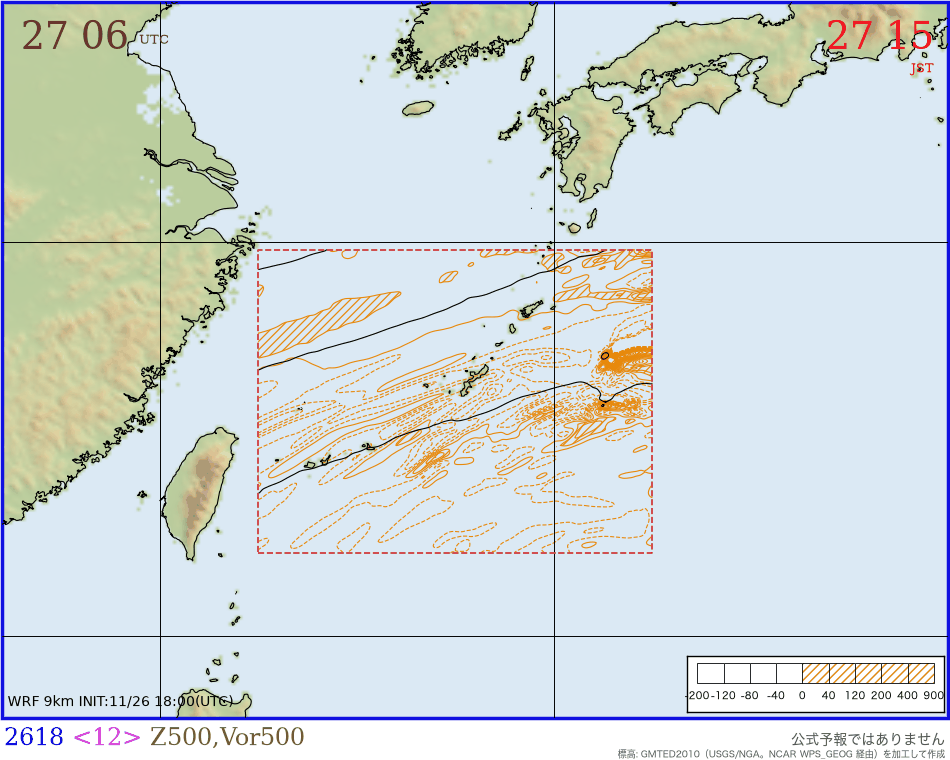 27 06 UTC
27 15
JST
-200 -120 -80 -40 0 40 120 200 400 900
WRF 9km INIT:11/26 18:00(UTC)
2618 <12> Z500,Vor500
公式予報ではありません
標高: GMTED2010（USGS/NGA。NCAR WPS_GEOG 経由）を加工して作成